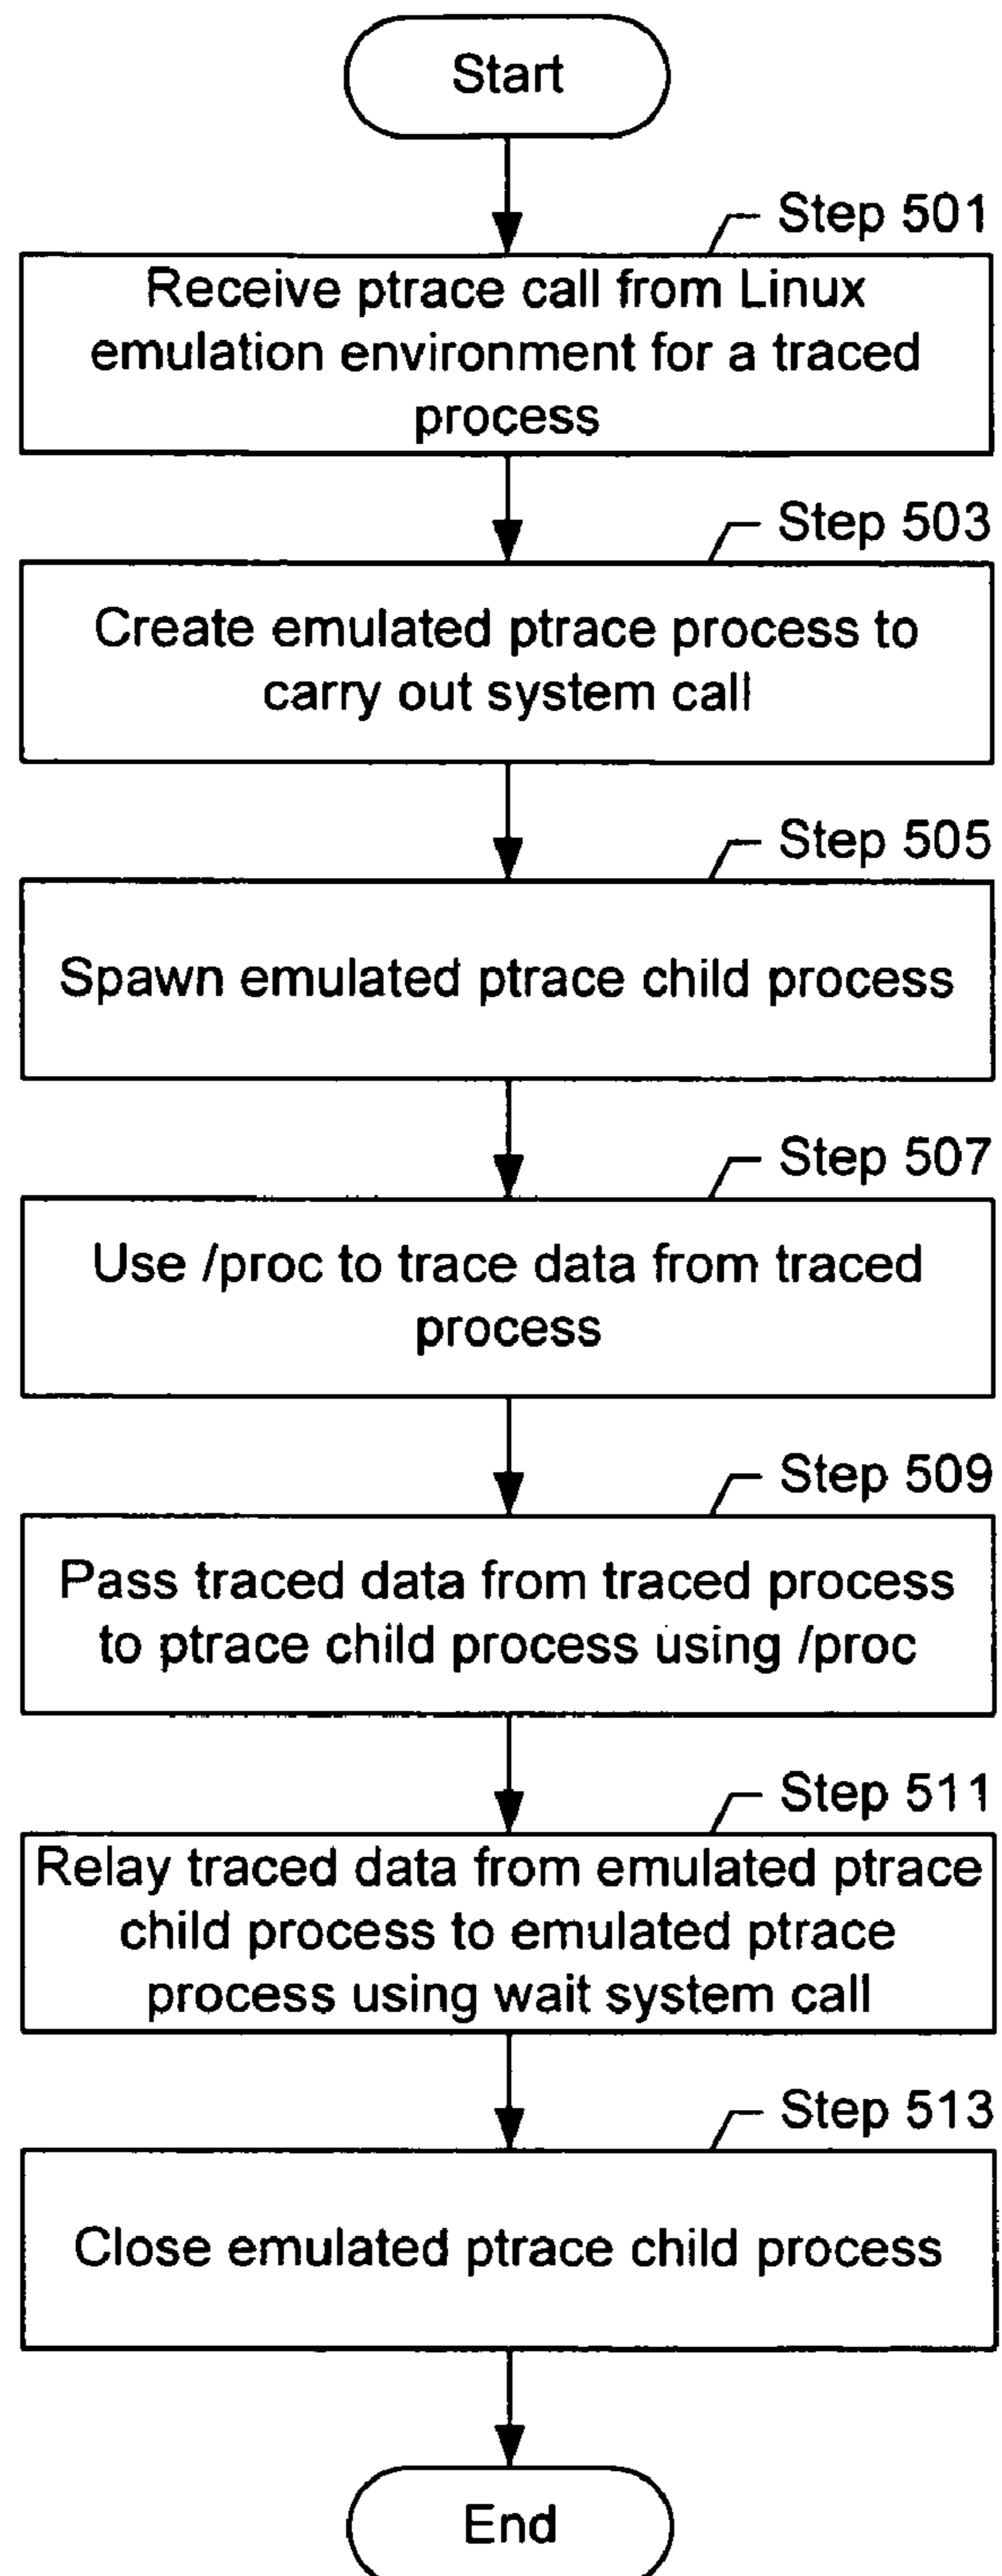 Start
Step 501
Receive ptrace call from Linux
emulation environment for a traced
process
Step 503
Create emulated ptrace process to
carry out system call
Step 505
Spawn emulated ptrace child process
Step 507
Use /proc to trace data from traced
process
Step 509
Pass traced data from traced process
to ptrace child process using /proc
Step 511
Relay traced data from emulated ptrace
child process to emulated ptrace
process using wait system call
Step 513
Close emulated ptrace child process
End